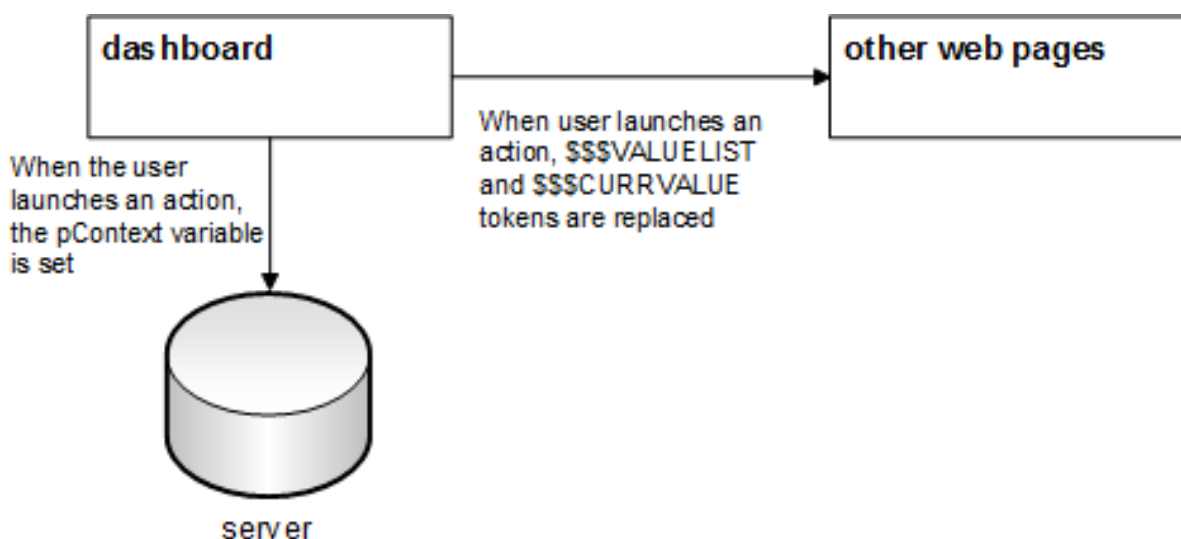 dashboard
other web pages
When user launches an
action, $$$VALUELIST
and $$$CURRVALUE
tokens are replaced
When the user
launches an action,
the pContext variable
is set
server